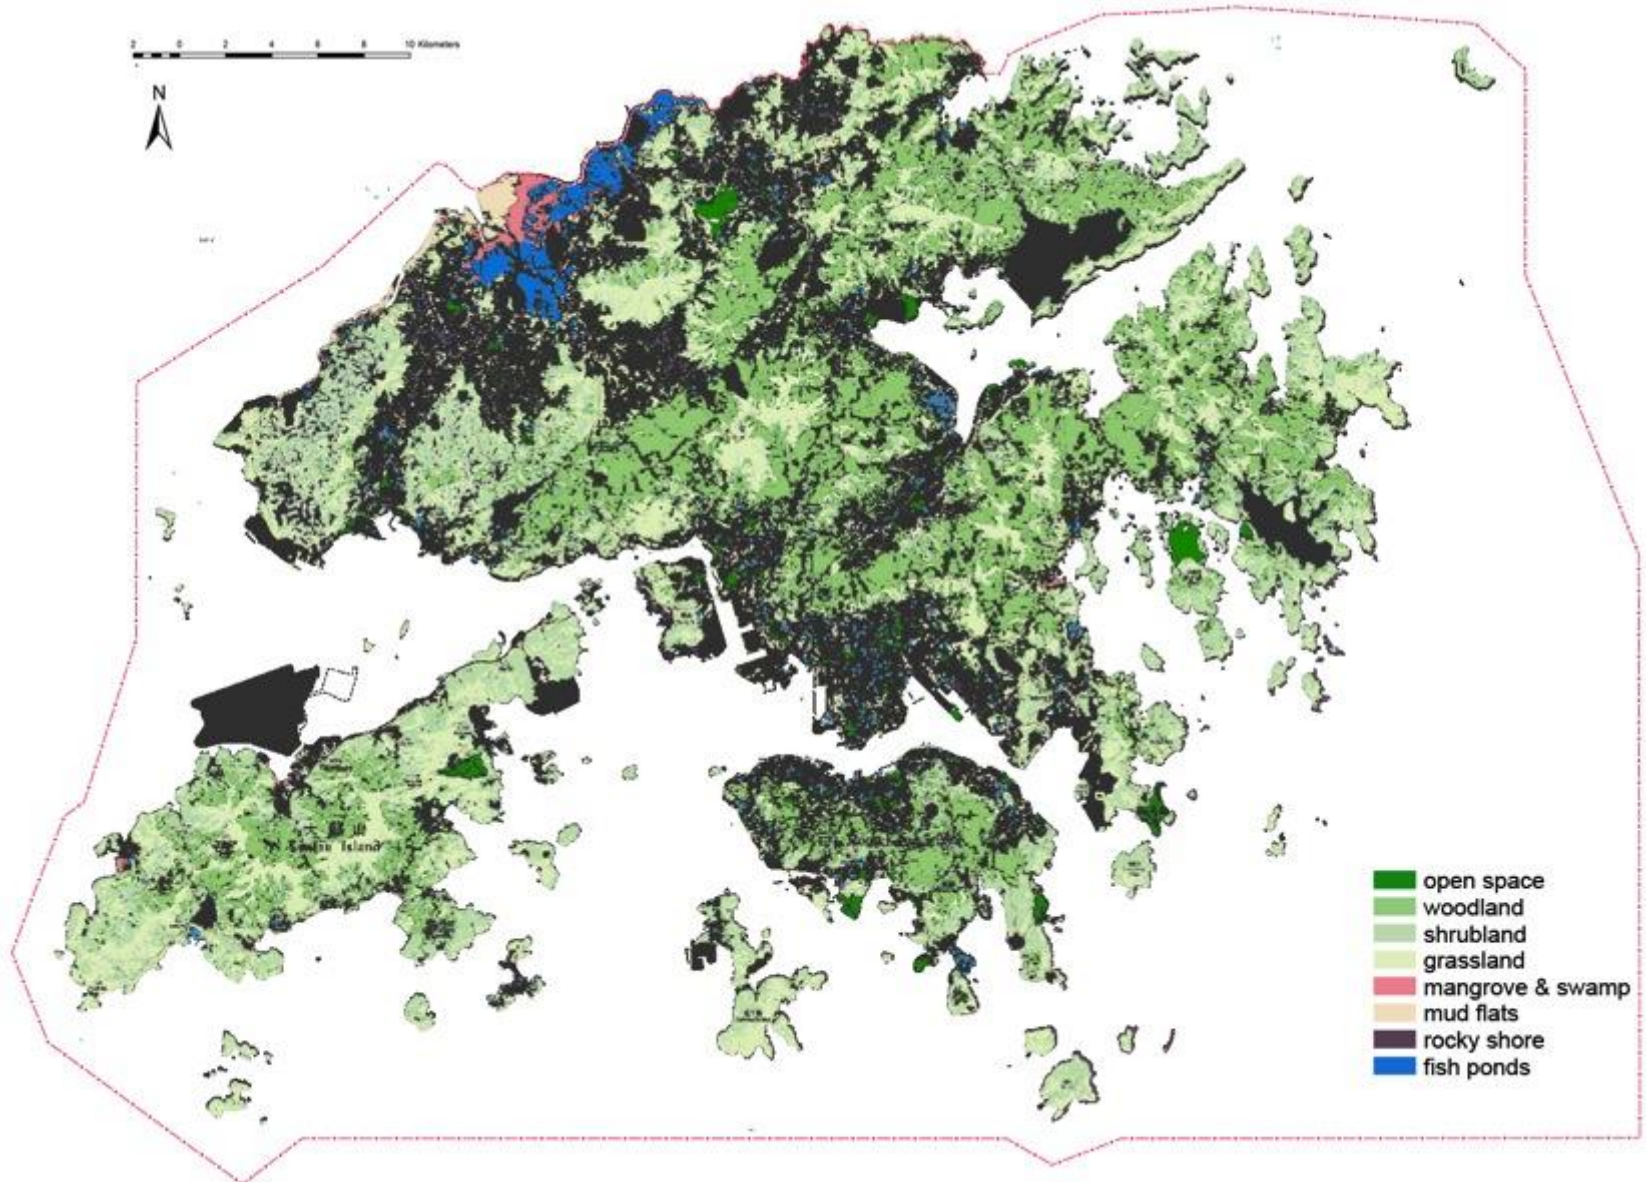 2 0 2 4 6 8 10 Kilometers
N
Lantau Island
open space
woodland
shrubland
grassland
mangrove & swamp
mud flats
rocky shore
fish ponds